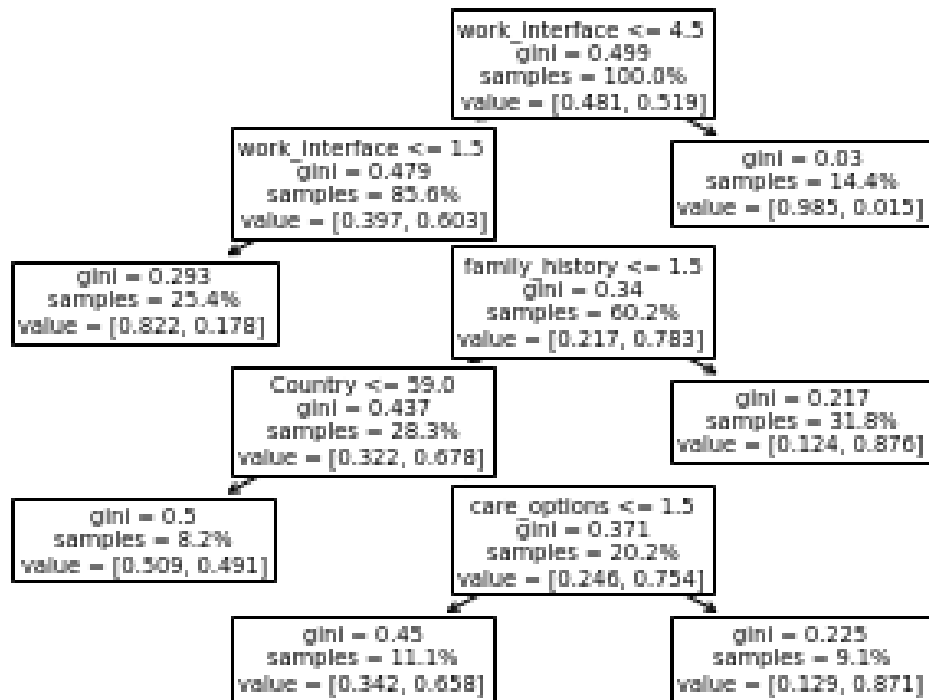 work_interface <= 4.5
gini = 0.499
samples = 100.0%
value = [0.481, 0.519]
work_interface <= 1.5
gini = 0.479
samples = 85.6%
value = [0.397, 0.603]
gini = 0.03
samples = 14.4%
value = [0.985, 0.015]
gini = 0.293
samples = 25.4%
value = [0.822, 0.178]
family_history <= 1.5
gini = 0.34
samples = 60.2%
value = [0.217, 0.783]
Country <= 59.0
gini = 0.437
samples = 28.3%
value = [0.322, 0.678]
gini = 0.217
samples = 31.8%
value = [0.124, 0.876]
gini = 0.5
samples = 8.2%
value = [0.509, 0.491]
care_options <= 1.5
gini = 0.371
samples = 20.2%
value = [0.246, 0.754]
gini = 0.45
samples = 11.1%
value = [0.342, 0.658]
gini = 0.225
samples = 9.1%
value = [0.129, 0.871]